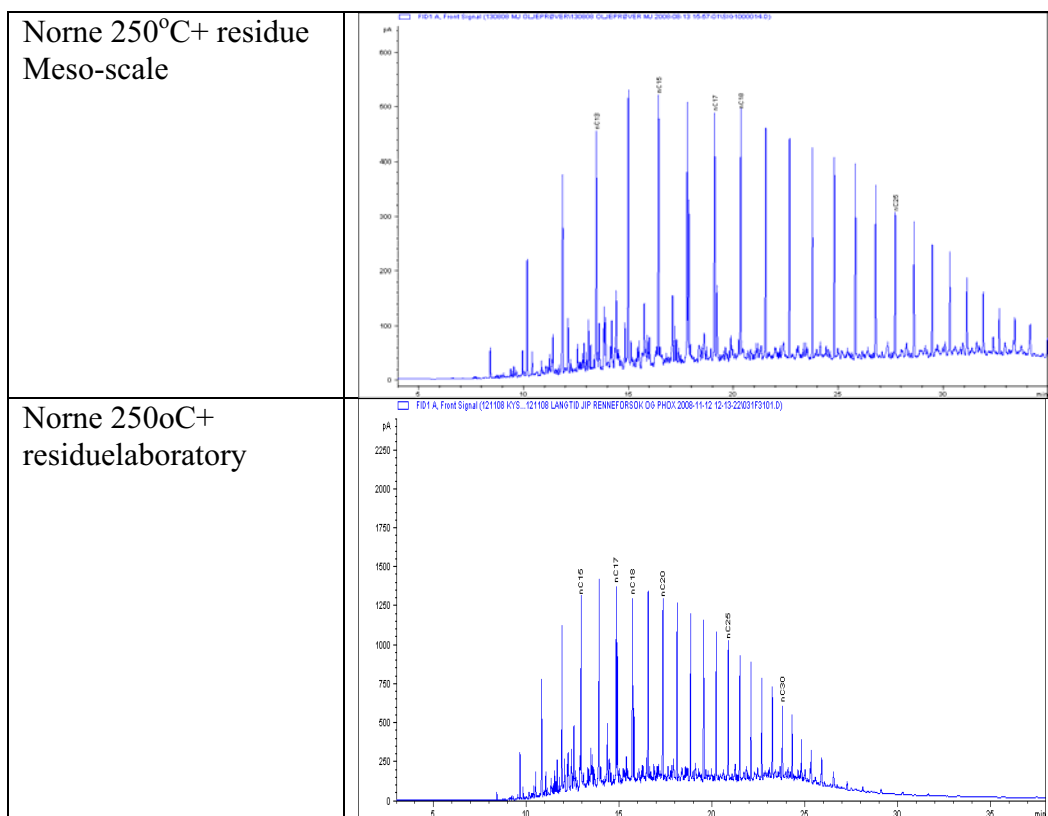 Norne 250°C+ residue
Meso-scale
FID1 A, Front Signal (130808 MJ OLJEPRØVER\130808 OLJEPRØVER MJ 2008-08-13 15-57-01\SIG1000014.D)
pA
600
500
400
300
200
100
0
nC13
nC15
nC17
nC18
nC25
5
10
15
20
25
30
min
Norne 250oC+
residuelaboratory
FID1 A, Front Signal (121108 KYS...121108 LANGTID JIP RENNEFORSOK OG PHDX 2008-11-12 12-13-22\031F3101.D)
pA
2250
2000
1750
1500
1250
1000
750
500
250
0
nC15
nC17
nC18
nC20
nC25
nC30
5
10
15
20
25
30
35
min